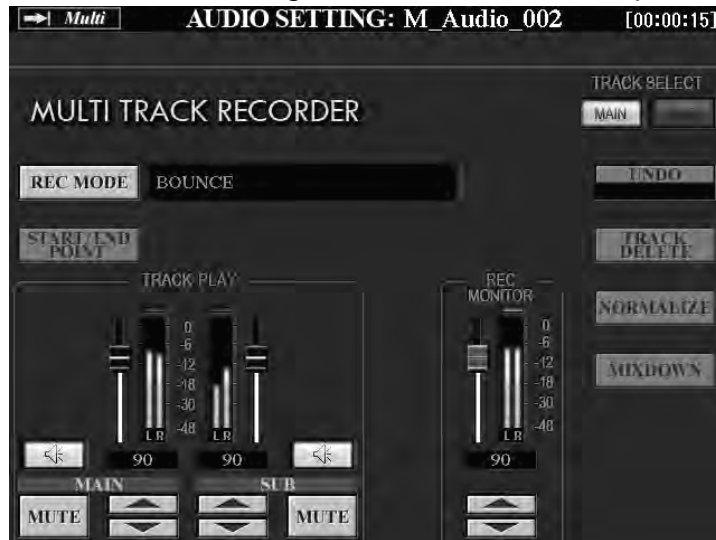 Multi AUDIO SETTING: M_Audio_002 [00:00:15]
TRACK SELECT
MULTI TRACK RECORDER
MAIN
REC MODE BOUNCE
UNDO
START/END
POINT
TRACK
DELETE
TRACK PLAY
REC
MONITOR
NORMALIZE
MIXDOWN
0
-6
-12
-18
-30
-48
L R
L R
0
-6
-12
-18
-30
-48
L R
90
90
90
MAIN
SUB
MUTE
MUTE